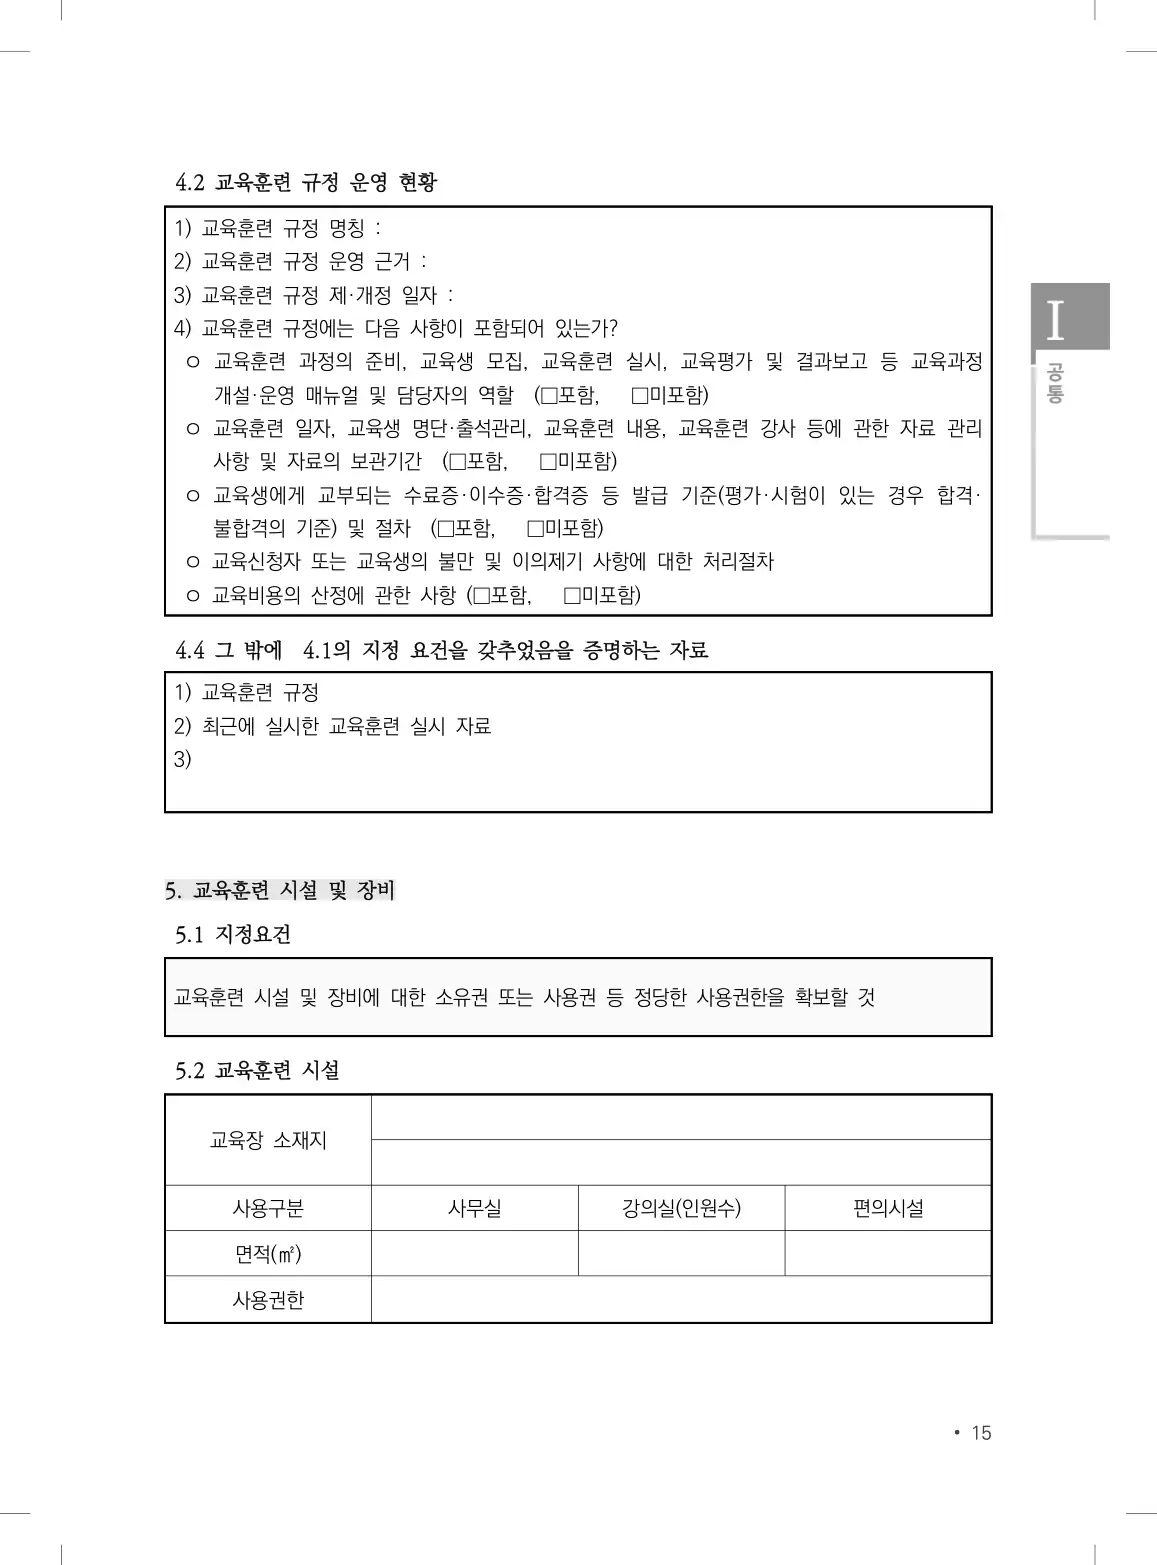 4.2 교육훈련 규정 운영 현황
1) 교육훈련 규정 명칭 :
2) 교육훈련 규정 운영 근거 :
3) 교육훈련 규정 제·개정 일자 :
4) 교육훈련 규정에는 다음 사항이 포함되어 있는가?
ㅇ 교육훈련 과정의 준비, 교육생 모집, 교육훈련 실시, 교육평가 및 결과보고 등 교육과정
개설·운영 매뉴얼 및 담당자의 역할 (□포함, □미포함)
ㅇ 교육훈련 일자, 교육생 명단·출석관리, 교육훈련 내용, 교육훈련 강사 등에 관한 자료 관리
사항 및 자료의 보관기간 (□포함, □미포함)
ㅇ 교육생에게 교부되는 수료증·이수증·합격증 등 발급 기준(평가·시험이 있는 경우 합격·
불합격의 기준) 및 절차 (□포함, □미포함)
ㅇ 교육신청자 또는 교육생의 불만 및 이의제기 사항에 대한 처리절차
ㅇ 교육비용의 산정에 관한 사항 (□포함, □미포함)
Ⅰ
공통
4.4 그 밖에 4.1의 지정 요건을 갖추었음을 증명하는 자료
1) 교육훈련 규정
2) 최근에 실시한 교육훈련 실시 자료
3)
5. 교육훈련 시설 및 장비
5.1 지정요건
교육훈련 시설 및 장비에 대한 소유권 또는 사용권 등 정당한 사용권한을 확보할 것
5.2 교육훈련 시설
교육장 소재지
사용구분 사무실 강의실(인원수) 편의시설
면적(㎡)
사용권한
• 15